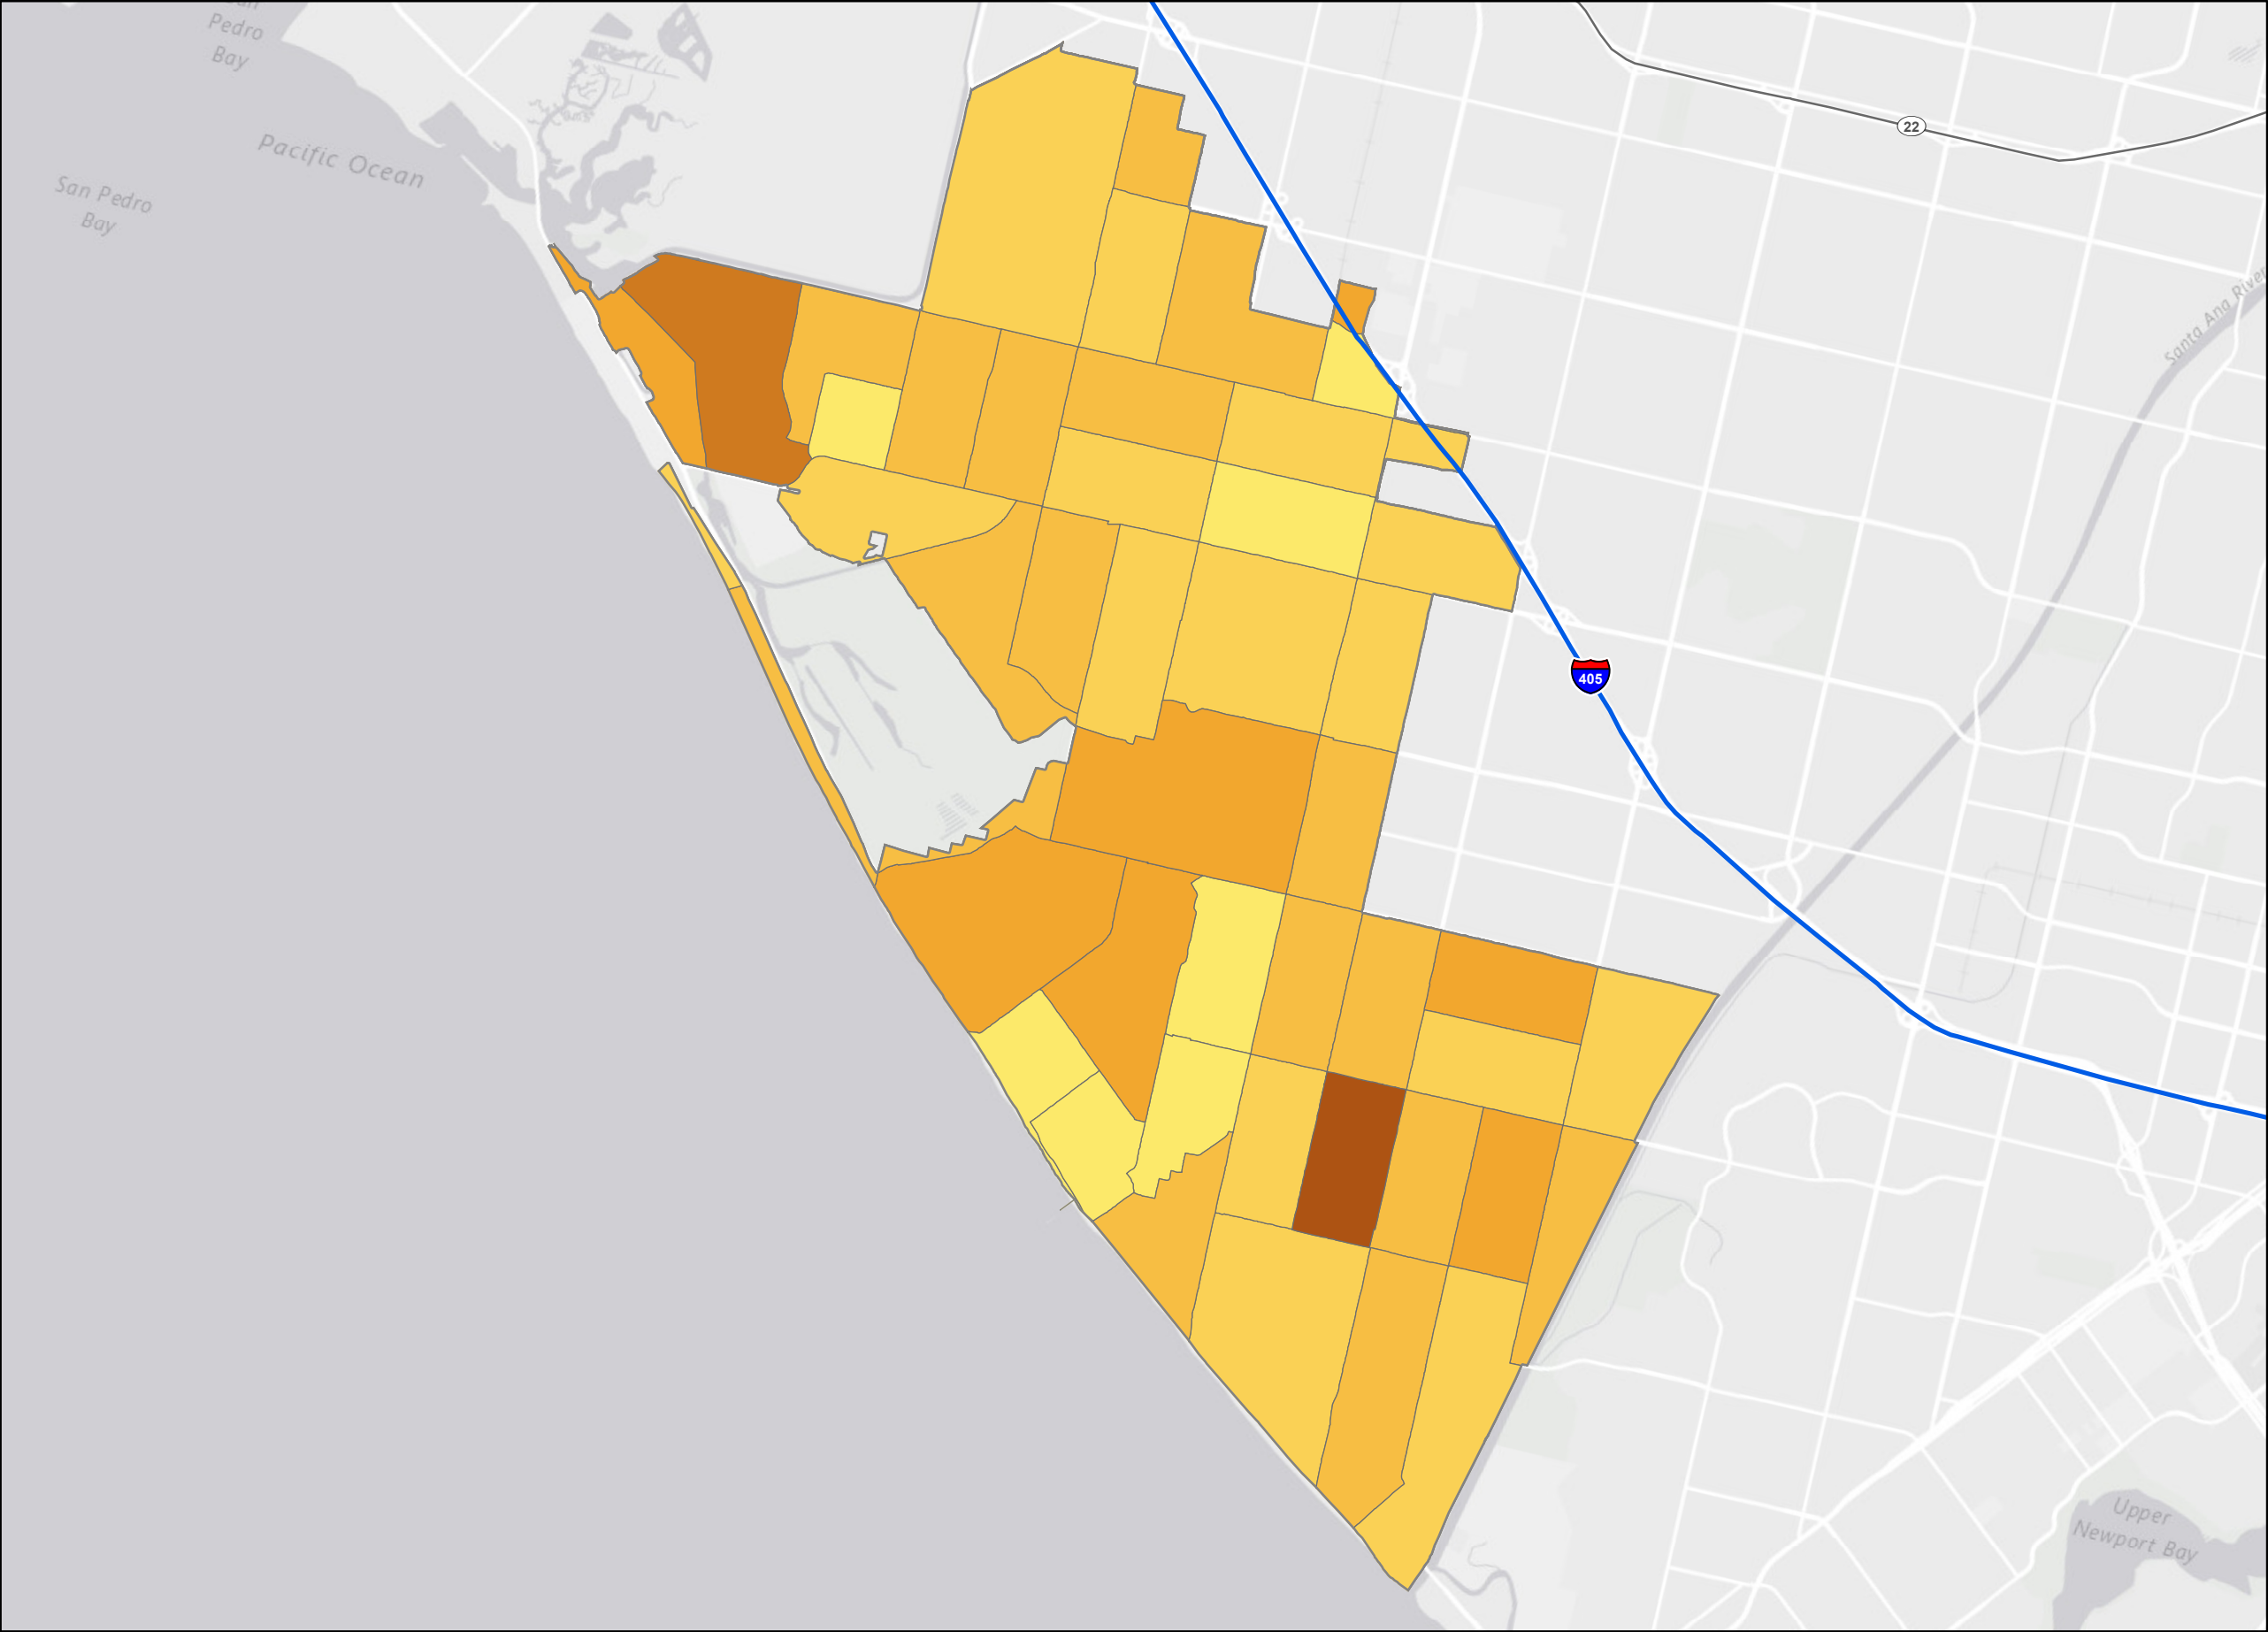 Pedro
Bay
Pacific Ocean
San Pedro
Bay
22
Santa Ana River
405
Upper
Newport Bay